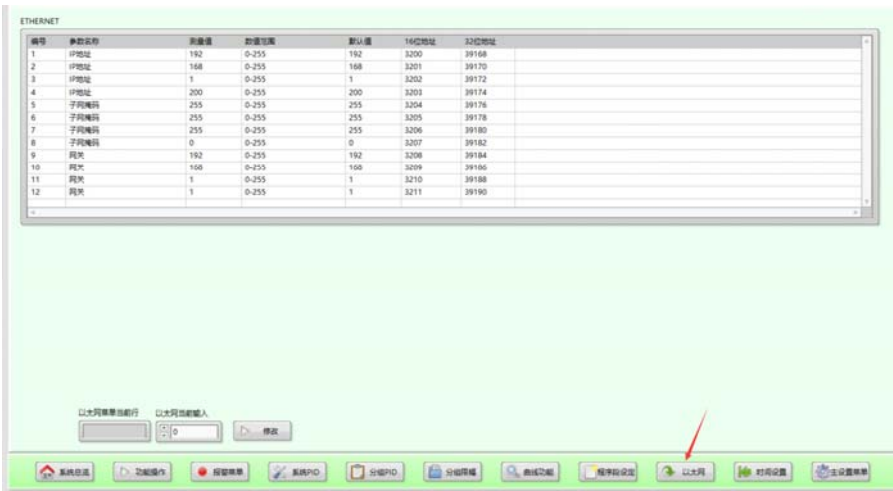 ETHERNET
编号 参数名称 测量值 数值范围 默认值 16位地址 32位地址
1 IP地址 192 0-255 192 3200 39168
2 IP地址 168 0-255 168 3201 39170
3 IP地址 1 0-255 1 3202 39172
4 IP地址 200 0-255 200 3203 39174
5 子网掩码 255 0-255 255 3204 39176
6 子网掩码 255 0-255 255 3205 39178
7 子网掩码 255 0-255 255 3206 39180
8 子网掩码 0 0-255 0 3207 39182
9 网关 192 0-255 192 3208 39184
10 网关 168 0-255 168 3209 39186
11 网关 1 0-255 1 3210 39188
12 网关 1 0-255 1 3211 39190
以太网菜单当前行 以太网当前输入
0 修改
系统总览 功能操作 报警菜单 系统PID 分组PID 分组限幅 曲线功能 程序段设定 以太网 时间设置 主设置菜单